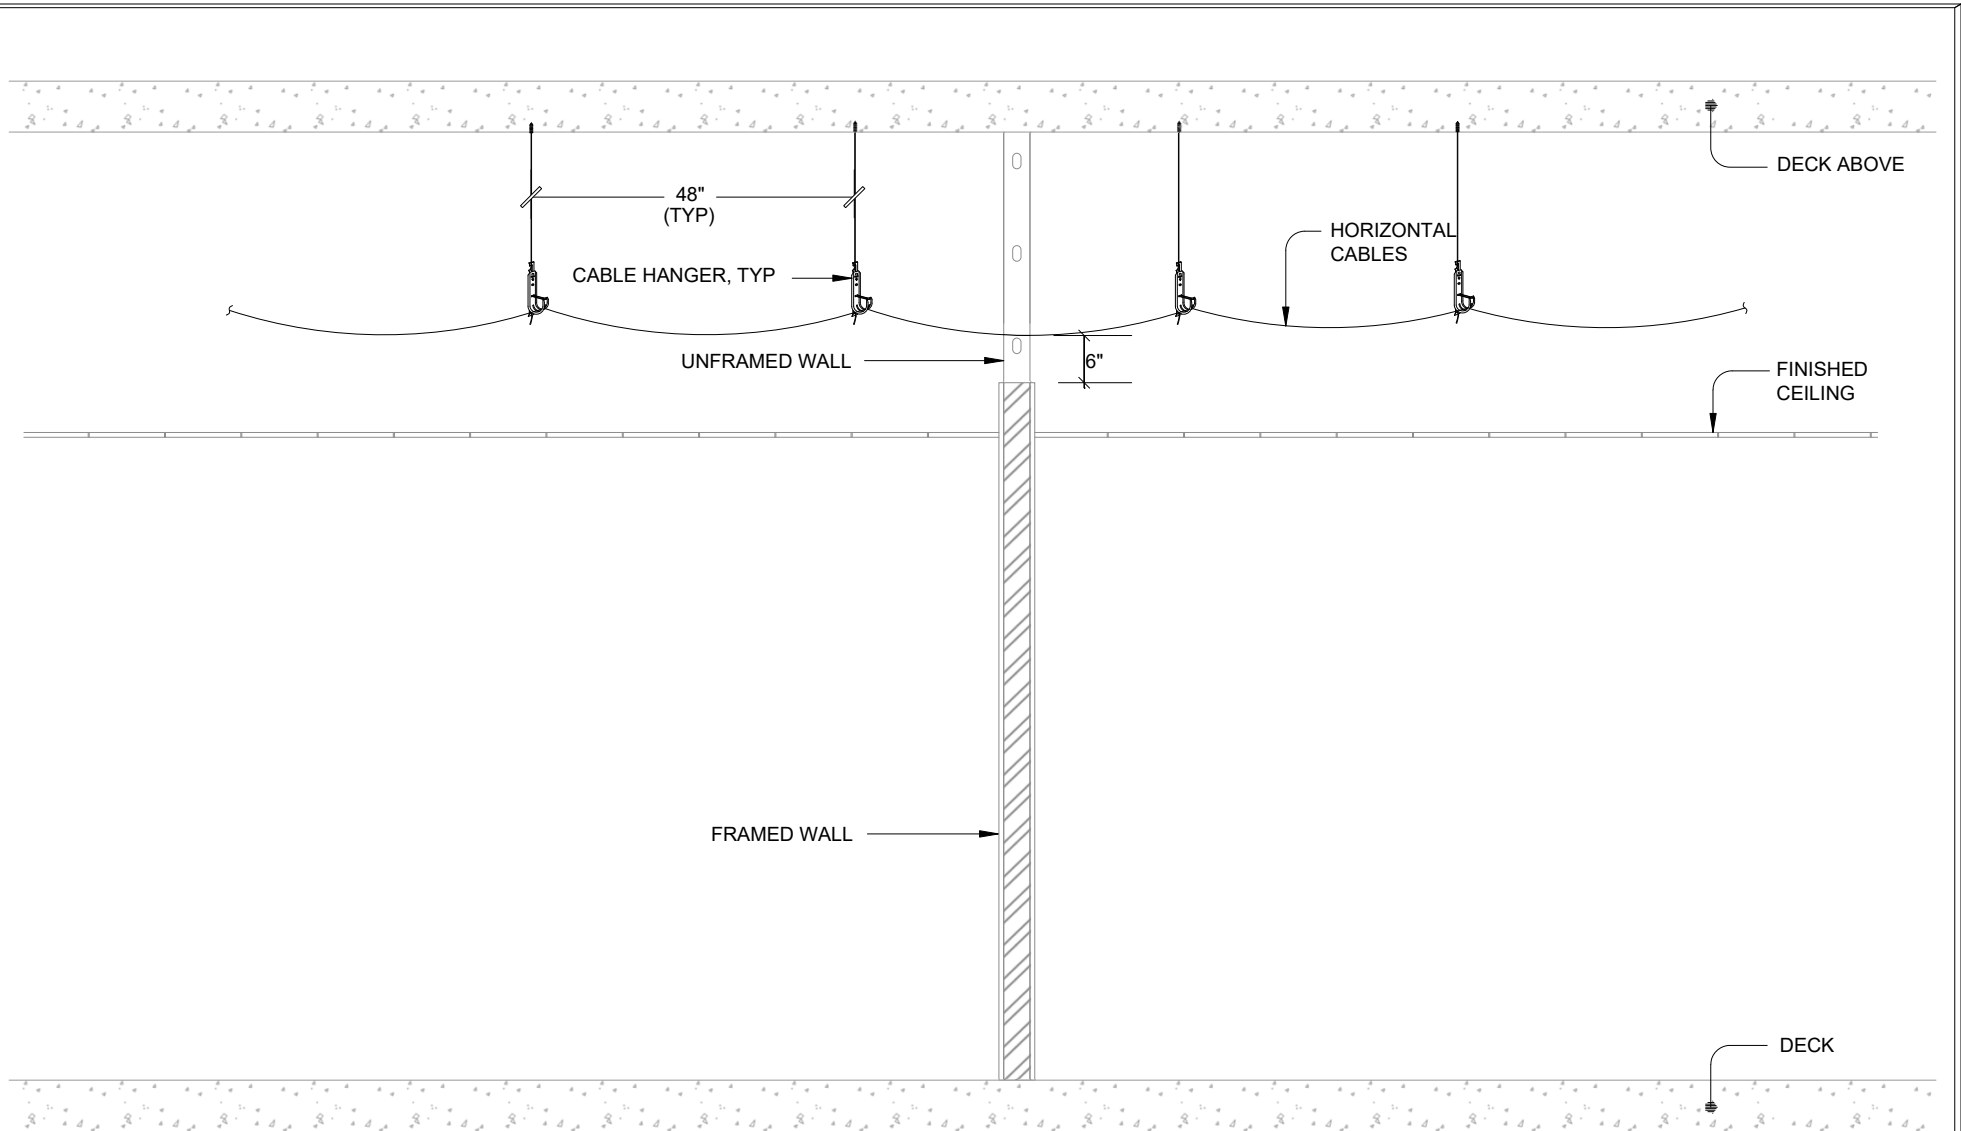 DECK ABOVE
48"
(TYP)
HORIZONTAL
CABLES
CABLE HANGER, TYP
UNFRAMED WALL
6"
FINISHED
CEILING
FRAMED WALL
DECK